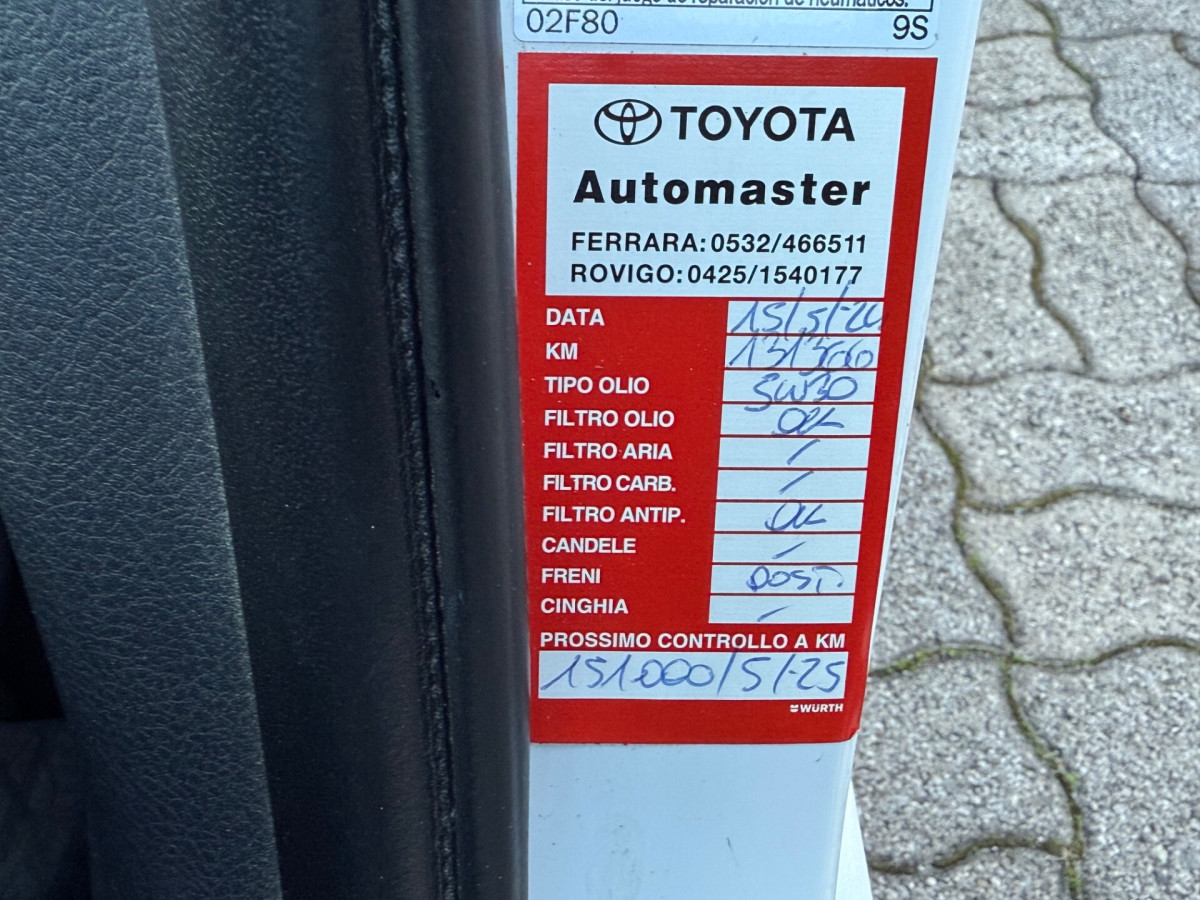 02F80 9S
TOYOTA
Automaster
FERRARA: 0532/466511
ROVIGO: 0425/1540177
DATA 15/5/-24
KM 131300
TIPO OLIO 5W30
FILTRO OLIO OK
FILTRO ARIA /
FILTRO CARB. /
FILTRO ANTIP. OK
CANDELE /
FRENI
CINGHIA /
PROSSIMO CONTROLLO A KM
151000/5/-25
WÜRTH